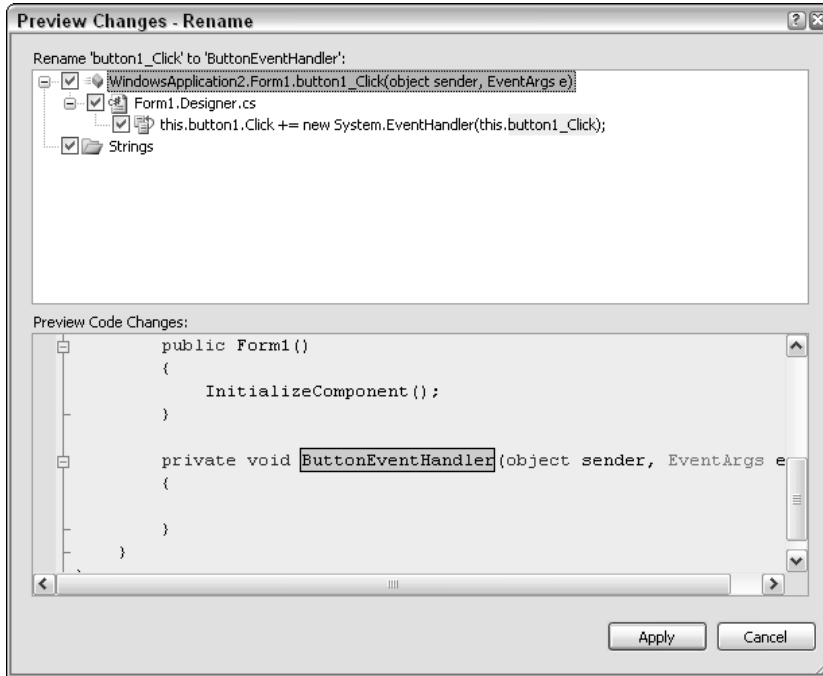 Preview Changes - Rename
Rename 'button1_Click' to 'ButtonEventHandler':
WindowsApplication2.Form1.button1_Click(object sender, EventArgs e)
Form1.Designer.cs
this.button1.Click += new System.EventHandler(this.button1_Click);
Strings
Preview Code Changes:
public Form1()
{
InitializeComponent();
}
private void ButtonEventHandler(object sender, EventArgs e
{
}
}
Apply Cancel